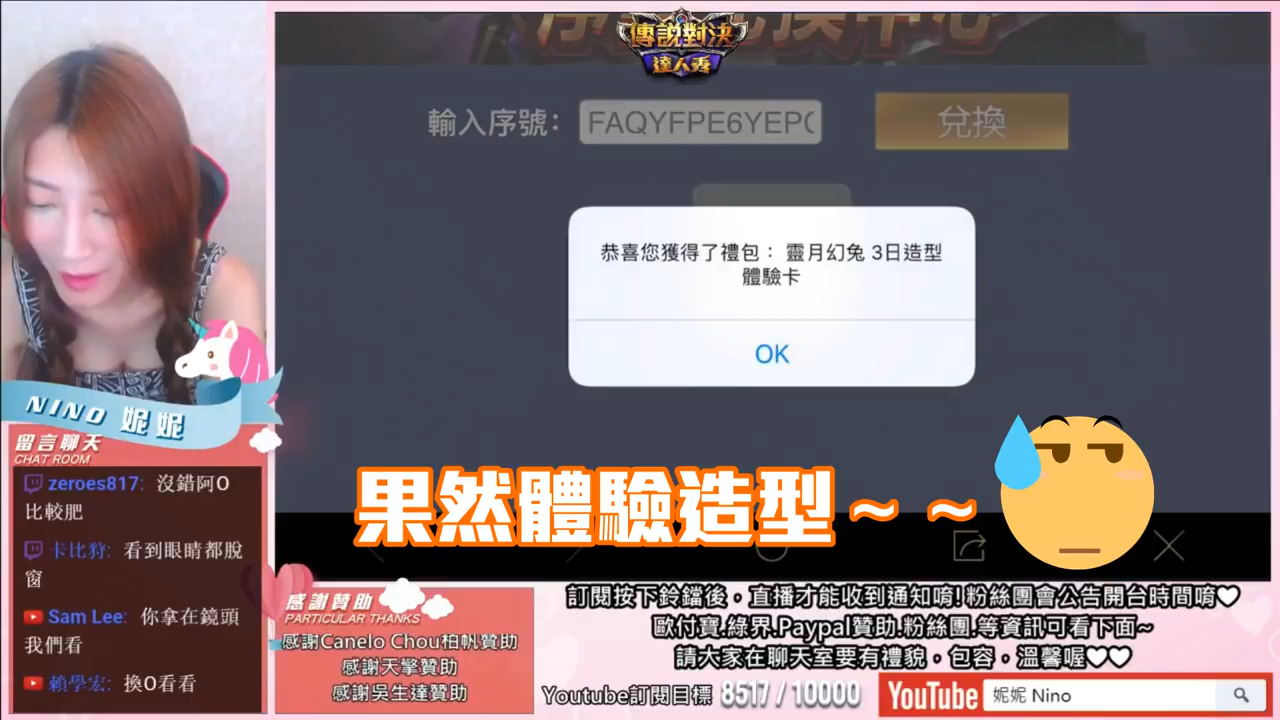 傳說對決
達人秀
輸入序號：
FAQYFPE6YEP
兌換
恭喜您獲得了禮包： 靈月幻兔 3日造型
體驗卡
OK
果然體驗造型~ ~
NINO 妮妮
留言聊天
CHAT ROOM
zeroes817: 沒錯阿O
比較肥
卡比狩: 看到眼睛都脫
窗
Sam Lee: 你拿在鏡頭
我們看
賴學宏: 換O看看
感謝贊助
PARTICULAR THANKS
感謝Canelo Chou柏帆贊助
感謝天擎贊助
感謝吳生達贊助
訂閱按下鈴鐺後，直播才能收到通知唷!粉絲團會公告開台時間唷♥
歐付寶.綠界.Paypal贊助.粉絲團.等資訊可看下面~
請大家在聊天室要有禮貌，包容，溫馨喔♥♥
Youtube訂閱目標 8517 / 10000
YouTube 妮妮 Nino